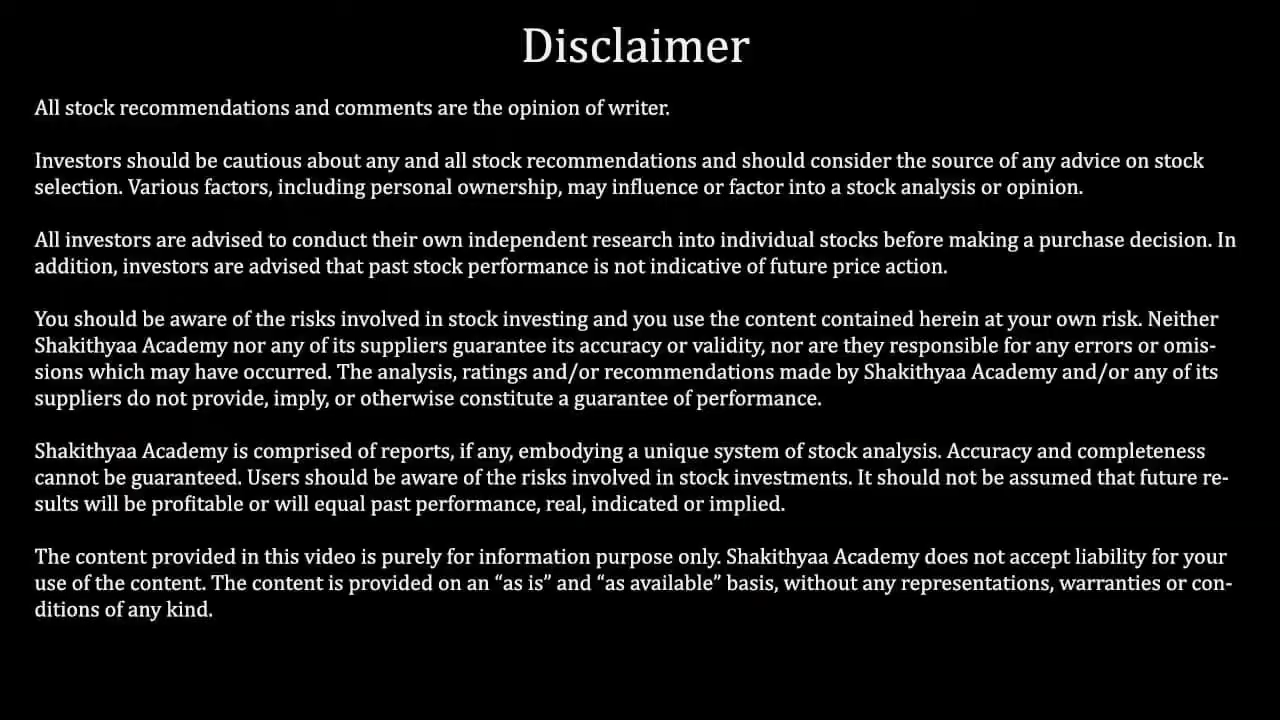 Disclaimer
All stock recommendations and comments are the opinion of writer.
Investors should be cautious about any and all stock recommendations and should consider the source of any advice on stock
selection. Various factors, including personal ownership, may influence or factor into a stock analysis or opinion.
All investors are advised to conduct their own independent research into individual stocks before making a purchase decision. In
addition, investors are advised that past stock performance is not indicative of future price action.
You should be aware of the risks involved in stock investing and you use the content contained herein at your own risk. Neither
Shakithyaa Academy nor any of its suppliers guarantee its accuracy or validity, nor are they responsible for any errors or omis-
sions which may have occurred. The analysis, ratings and/or recommendations made by Shakithyaa Academy and/or any of its
suppliers do not provide, imply, or otherwise constitute a guarantee of performance.
Shakithyaa Academy is comprised of reports, if any, embodying a unique system of stock analysis. Accuracy and completeness
cannot be guaranteed. Users should be aware of the risks involved in stock investments. It should not be assumed that future re-
sults will be profitable or will equal past performance, real, indicated or implied.
The content provided in this video is purely for information purpose only. Shakithyaa Academy does not accept liability for your
use of the content. The content is provided on an “as is” and “as available” basis, without any representations, warranties or con-
ditions of any kind.